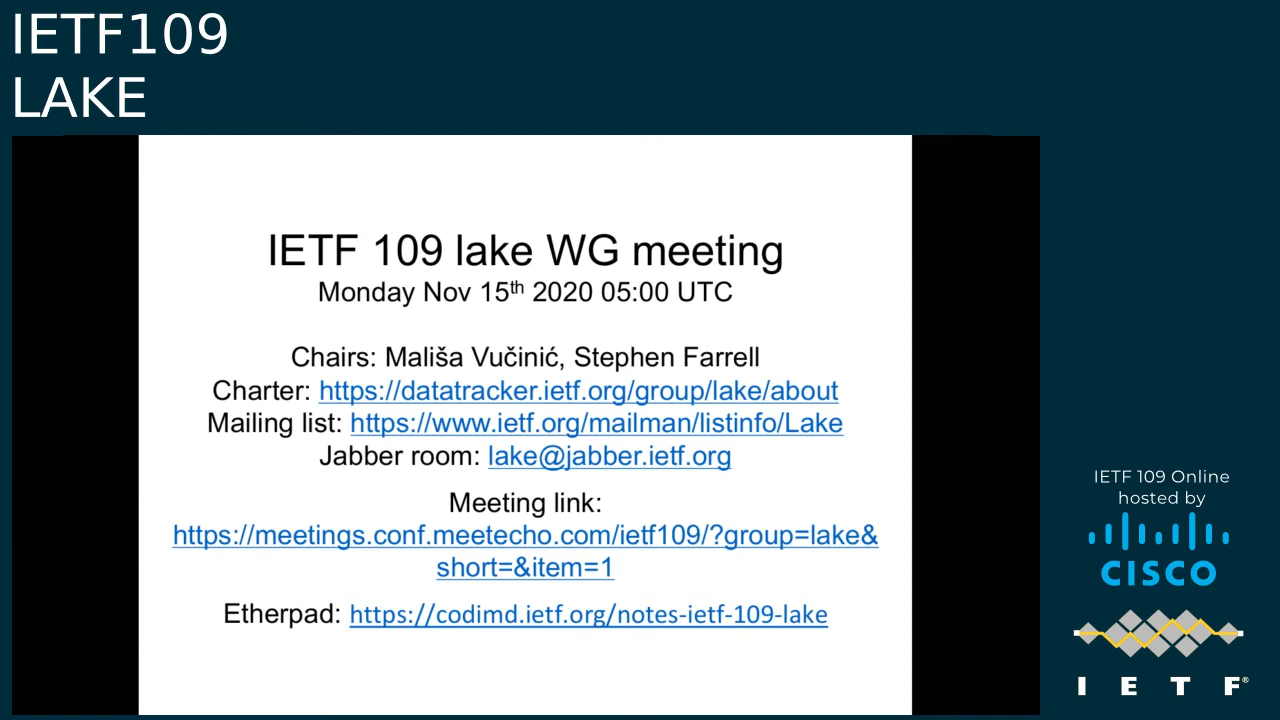 IETF109
LAKE
IETF 109 lake WG meeting
Monday Nov 15th 2020 05:00 UTC
Chairs: Mališa Vučinić, Stephen Farrell
Charter: https://datatracker.ietf.org/group/lake/about
Mailing list: https://www.ietf.org/mailman/listinfo/Lake
Jabber room: lake@jabber.ietf.org
Meeting link:
https://meetings.conf.meetecho.com/ietf109/?group=lake&
short=&item=1
Etherpad: https://codimd.ietf.org/notes-ietf-109-lake
IETF 109 Online
hosted by
CISCO
I E T F®